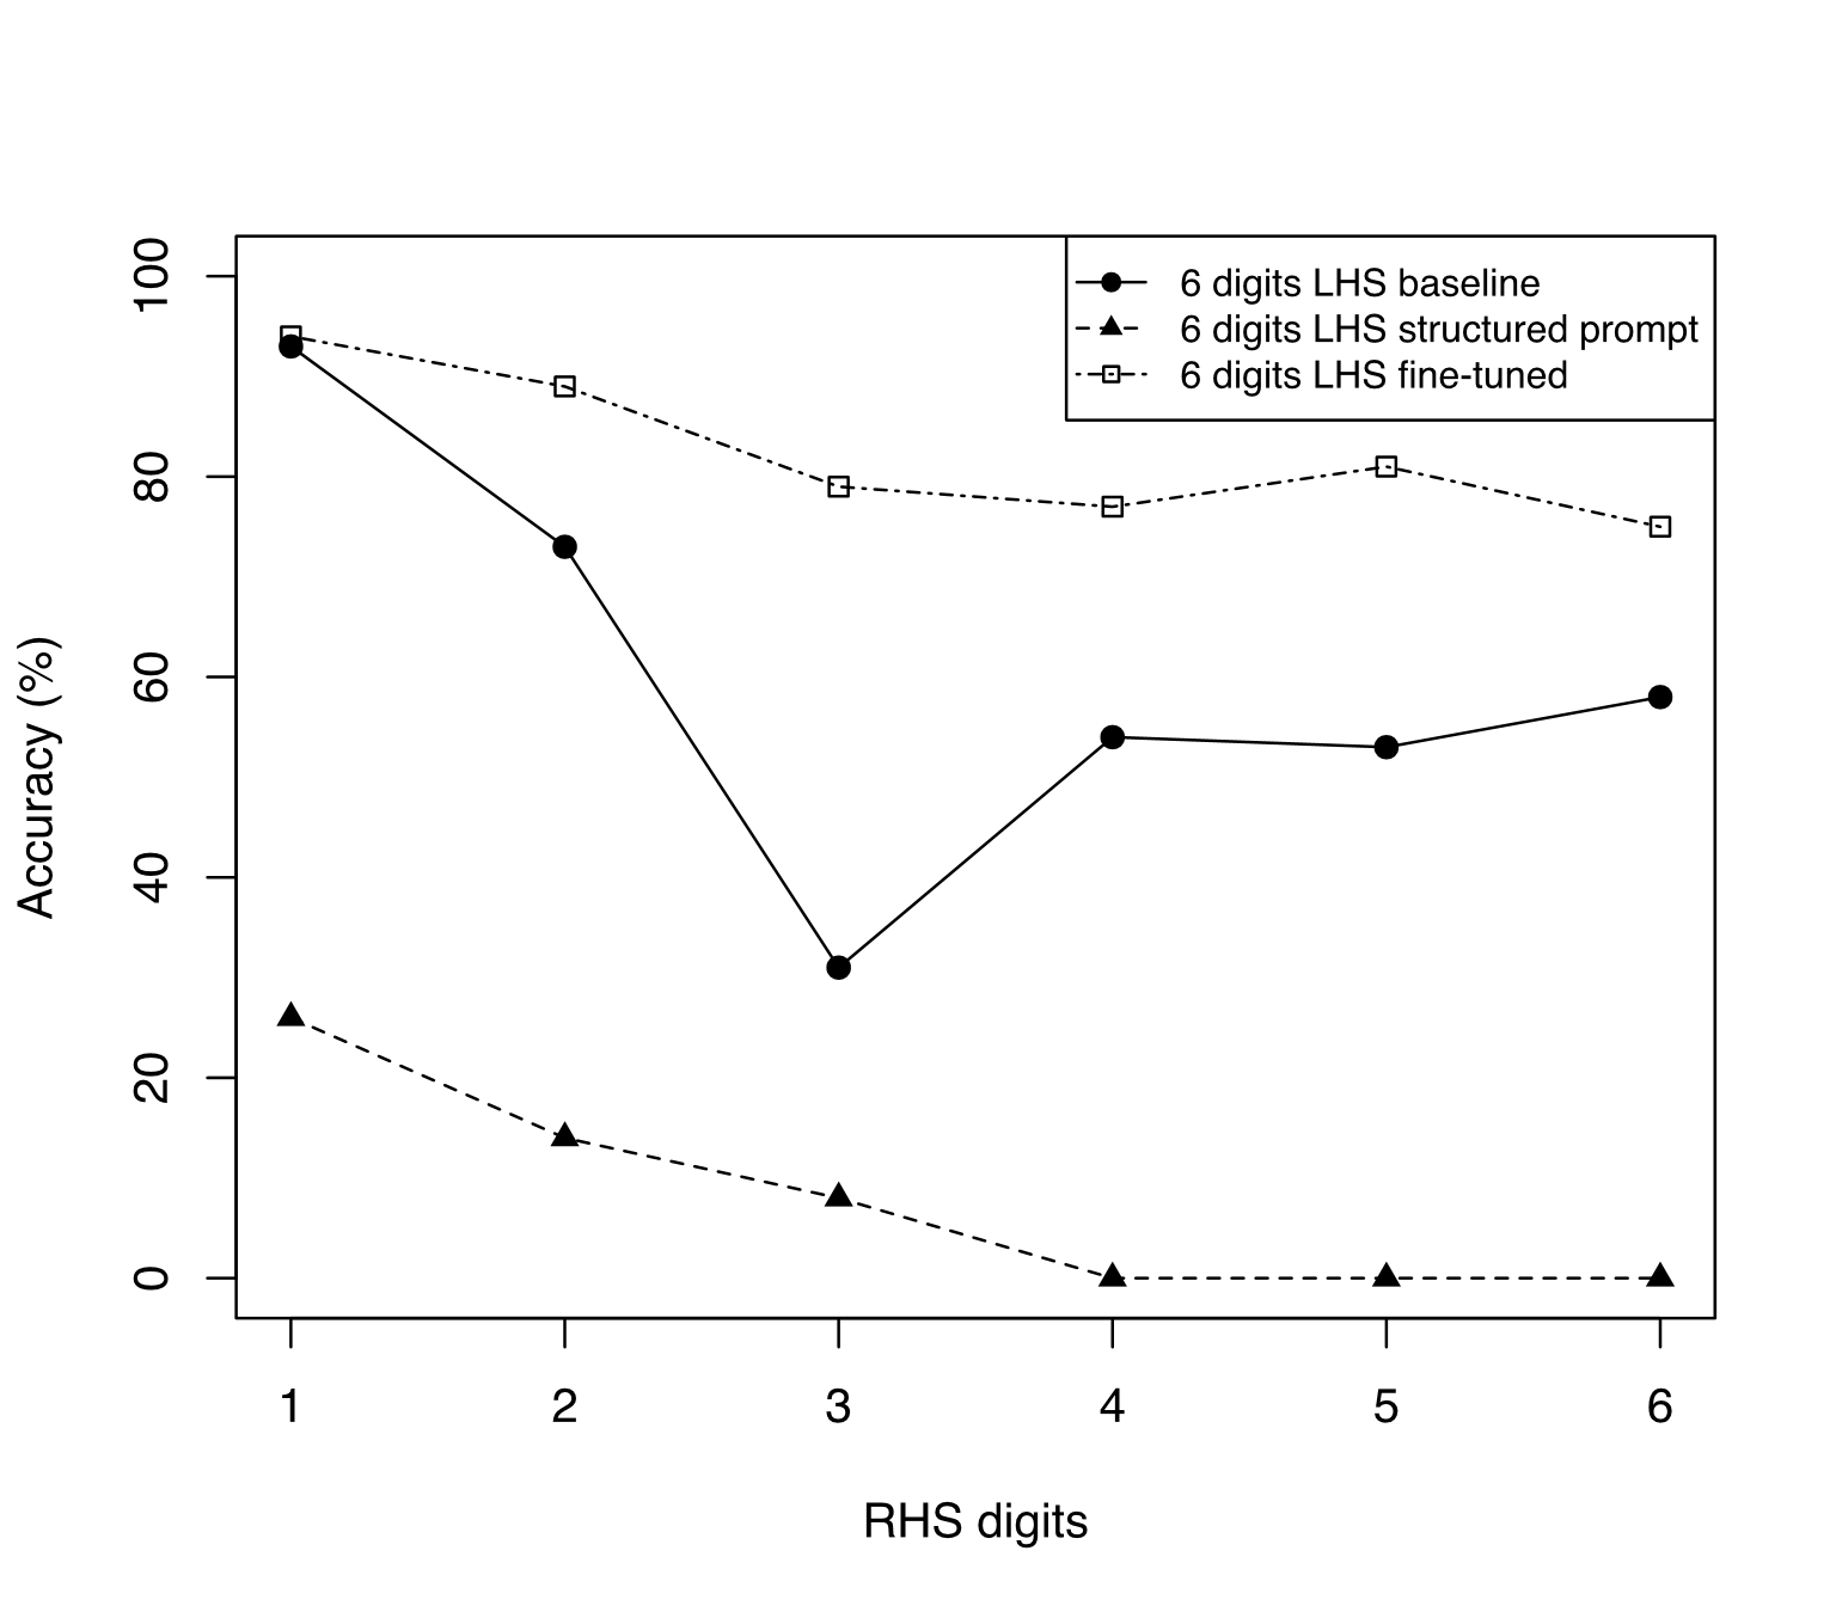 6 digits LHS baseline
6 digits LHS structured prompt
6 digits LHS fine-tuned
Accuracy (%)
100
80
60
40
20
0
1 2 3 4 5 6
RHS digits